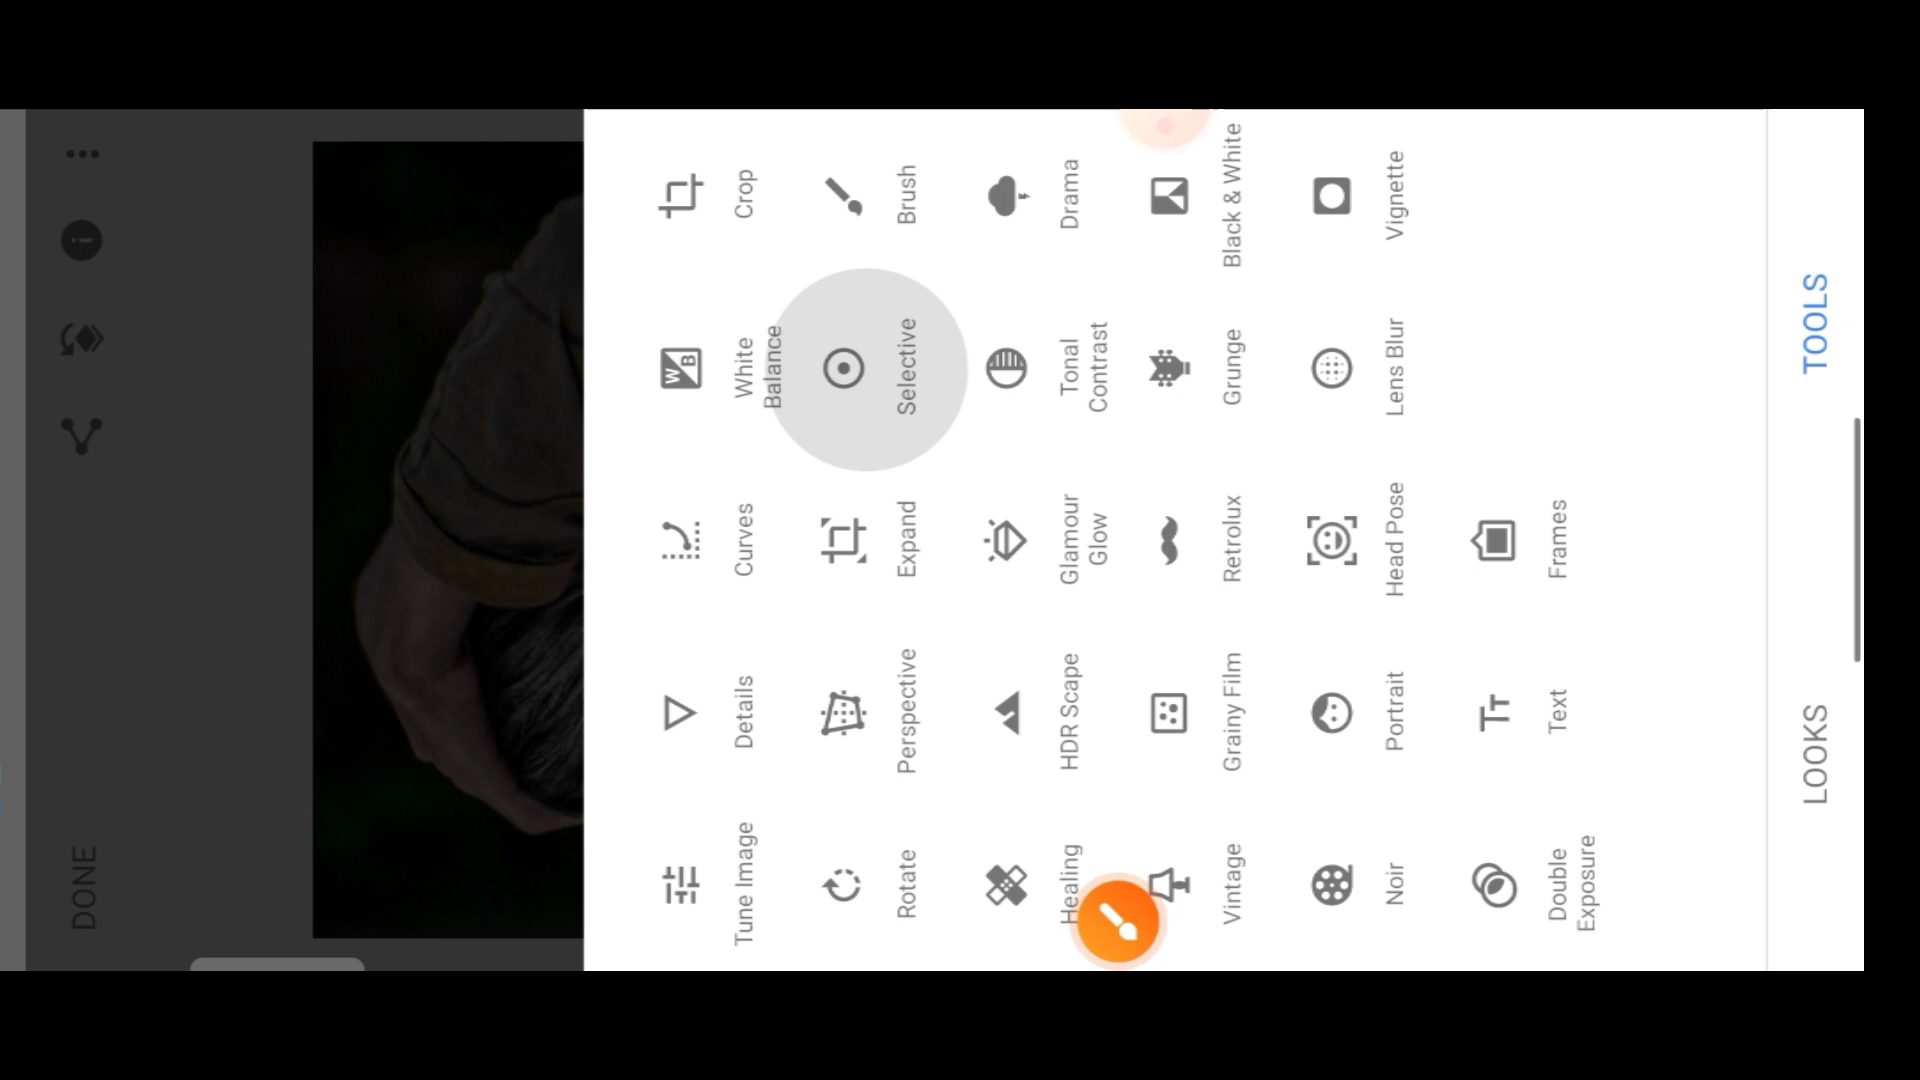 DONE
Tune Image
Details
Curves
White
Balance
Crop
Rotate
Perspective
Expand
Selective
Brush
Healing
HDR Scape
Glamour
Glow
Tonal
Contrast
Drama
Vintage
Grainy Film
Retrolux
Grunge
Black & White
Noir
Portrait
Head Pose
Lens Blur
Vignette
Double
Exposure
Text
Frames
LOOKS
TOOLS